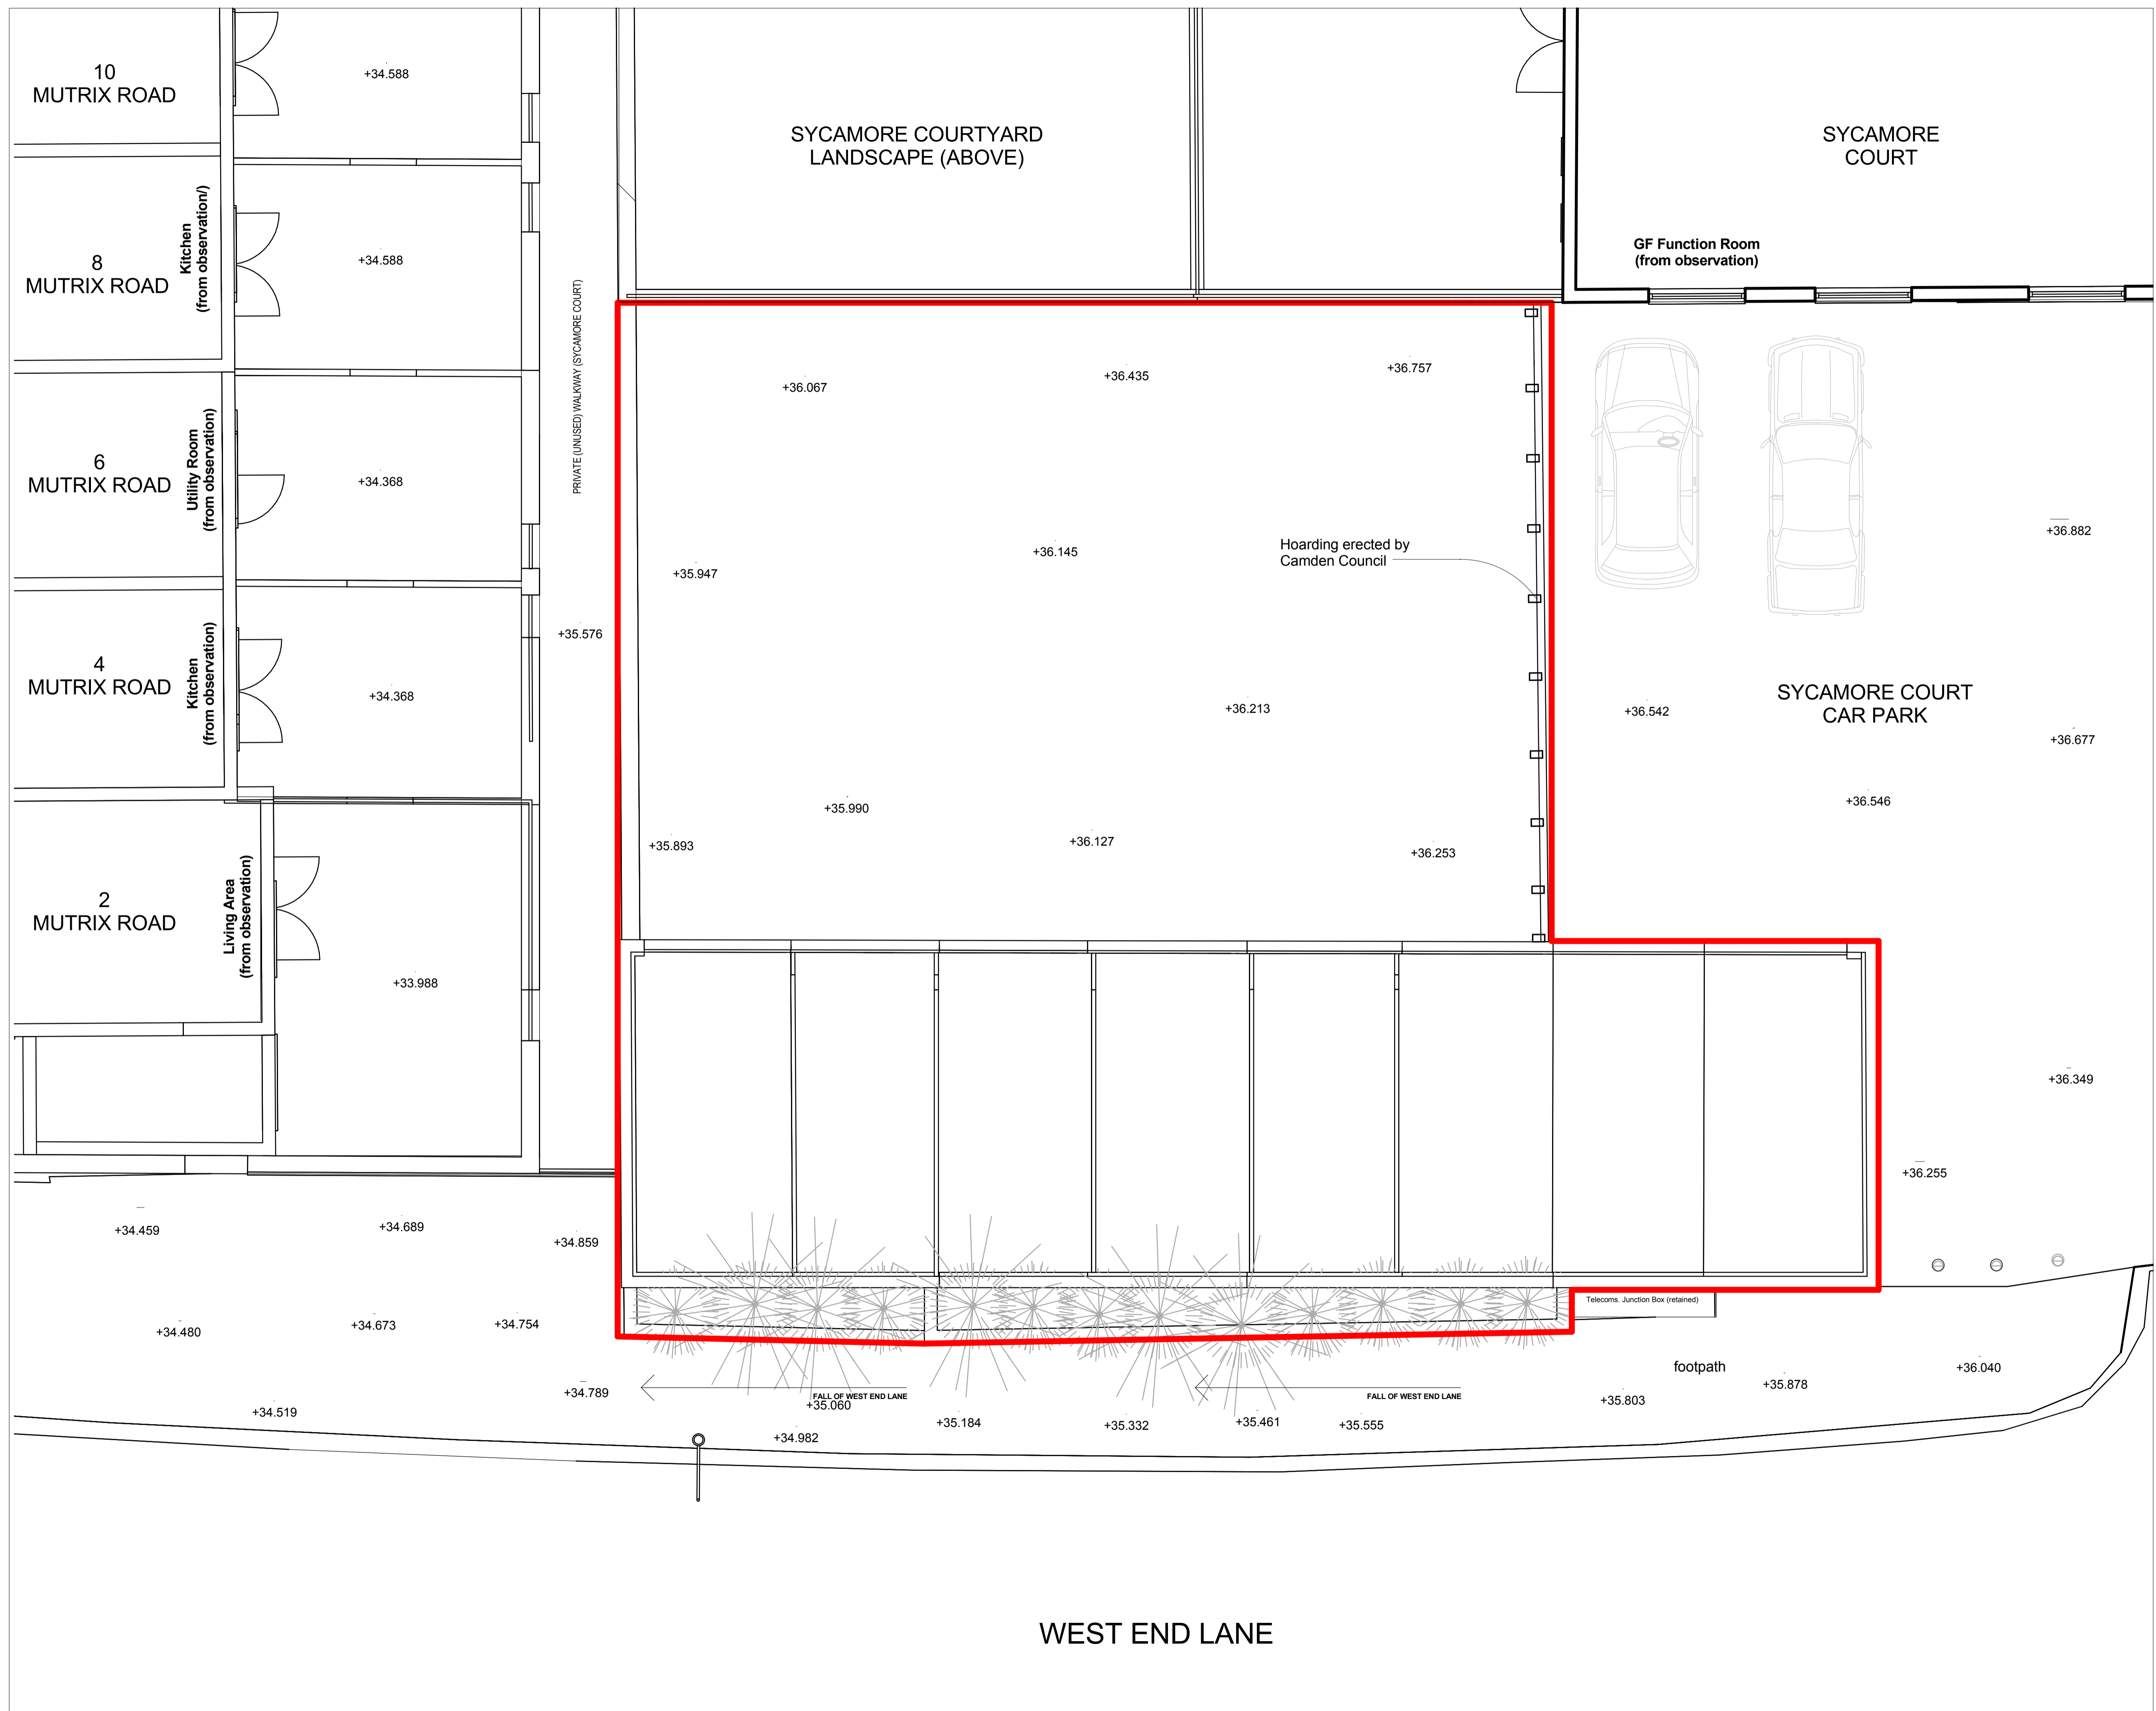 10
MUTRIX ROAD
+34.588
SYCAMORE COURTYARD
LANDSCAPE (ABOVE)
SYCAMORE
COURT
8
MUTRIX ROAD
Kitchen
(from observation/)
+34.588
GF Function Room
(from observation)
PRIVATE (UNUSED) WALKWAY (SYCAMORE COURT)
+36.067
+36.435
+36.757
6
MUTRIX ROAD
Utility Room
(from observation)
+34.368
+36.882
Hoarding erected by
Camden Council
+36.145
+35.947
+35.576
4
MUTRIX ROAD
Kitchen
(from observation)
+34.368
+36.213
+36.542
SYCAMORE COURT
CAR PARK
+36.677
+36.546
+35.990
+35.893
+36.127
+36.253
2
MUTRIX ROAD
Living Area
(from observation)
+33.988
+36.349
+36.255
+34.459
+34.689
+34.859
Telecoms. Junction Box (retained)
+34.480
+34.673
+34.754
footpath
+36.040
+35.878
+34.789
FALL OF WEST END LANE
FALL OF WEST END LANE
+35.803
+35.060
+34.519
+35.184
+35.332
+35.461
+35.555
+34.982
WEST END LANE